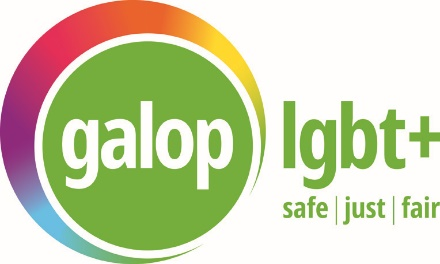 galop lgbt+
safe | just | fair